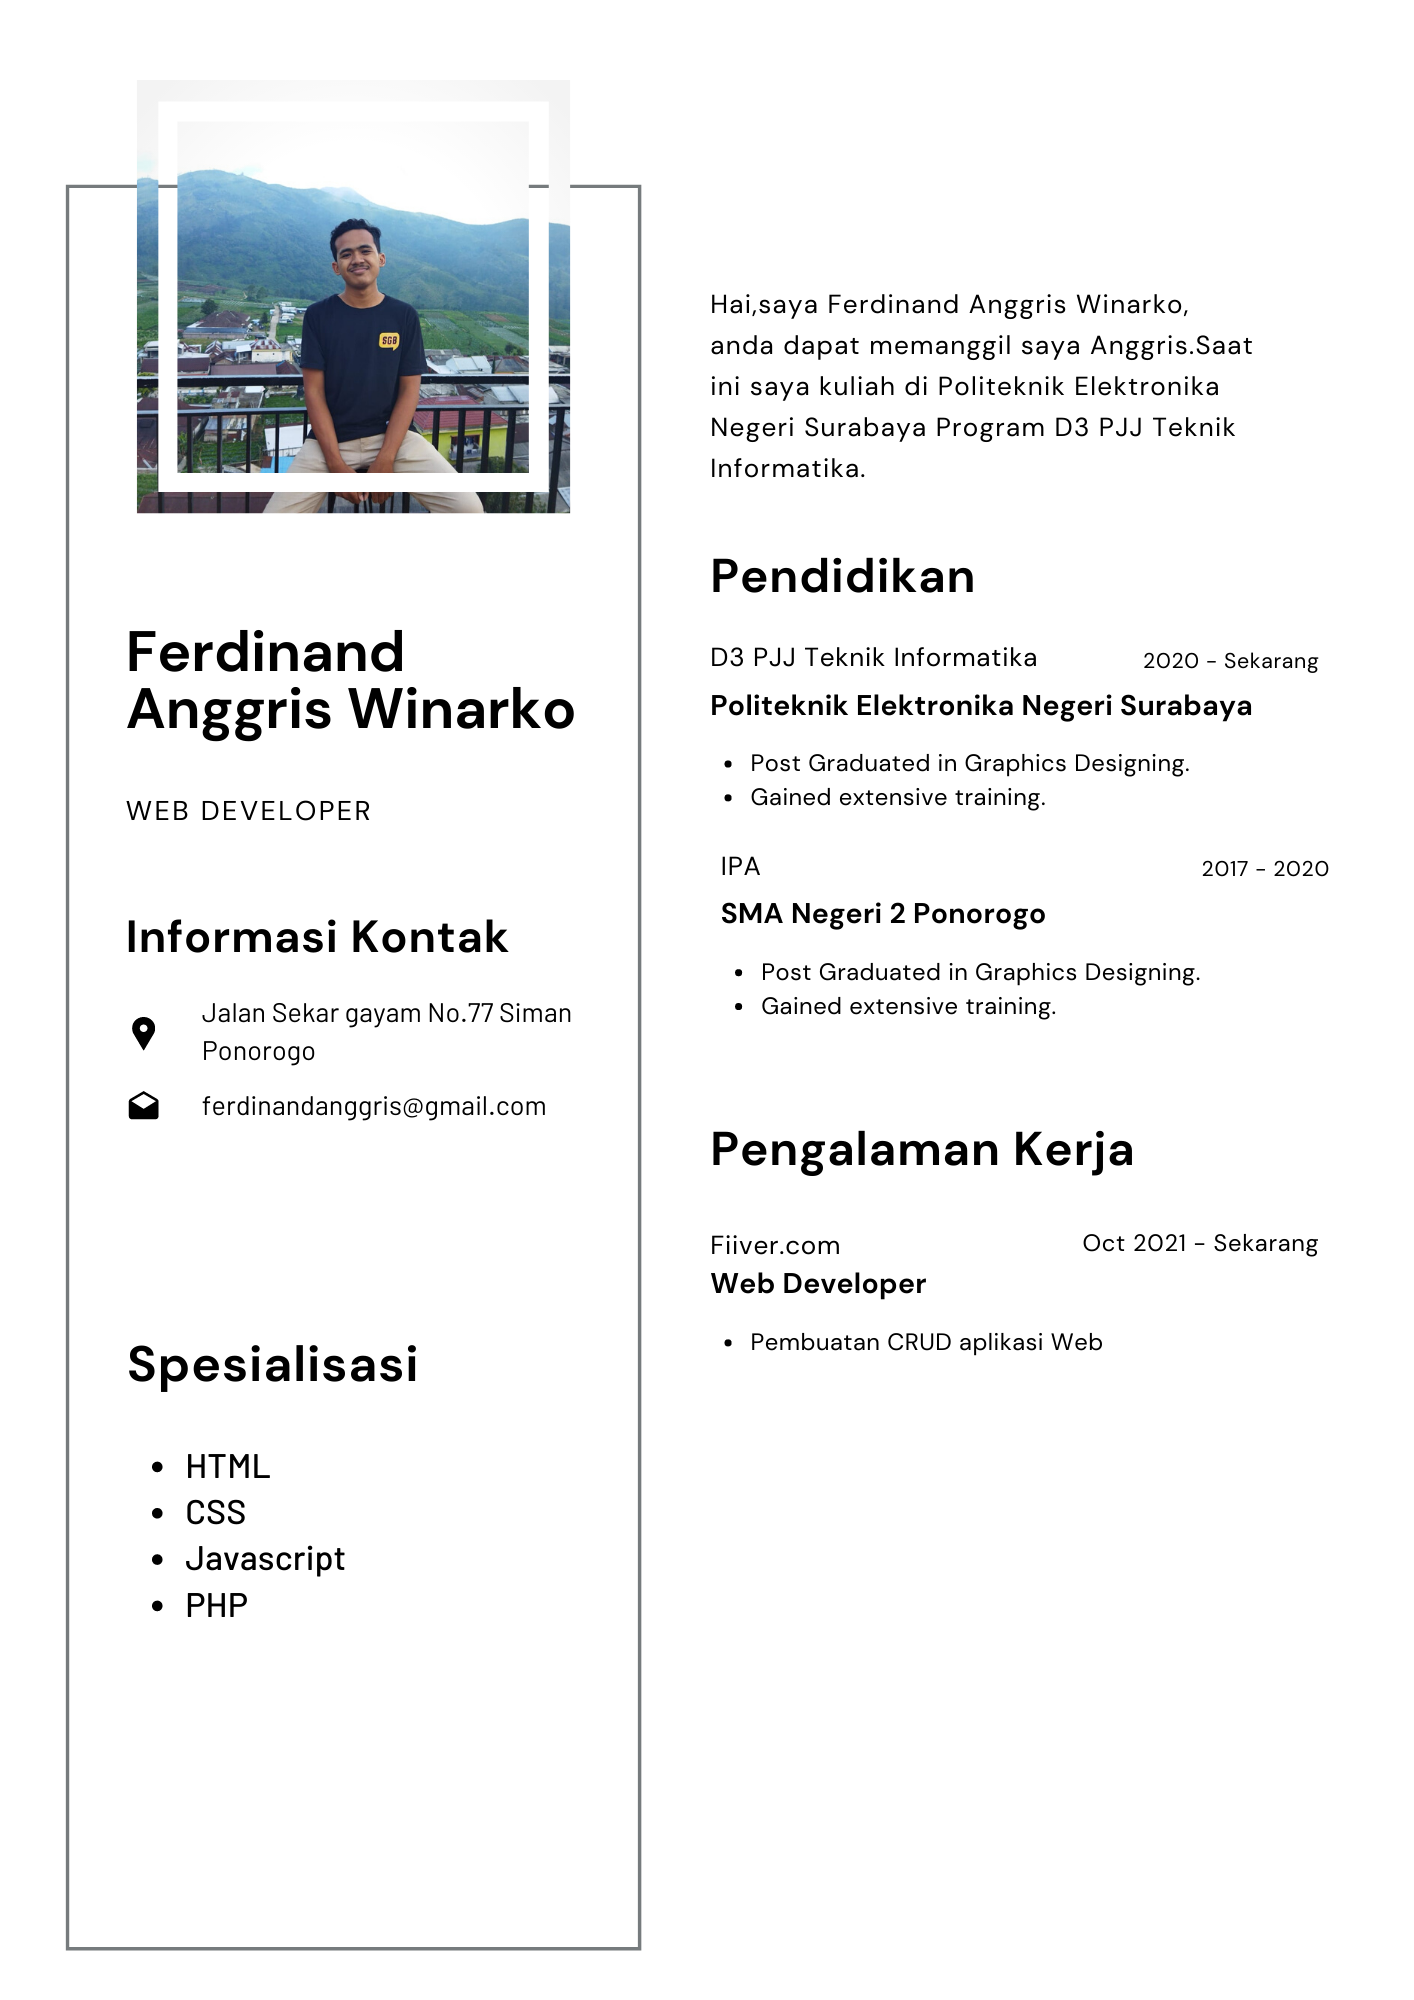 SGB
Ferdinand
Anggris Winarko
WEB DEVELOPER
Informasi Kontak
Jalan Sekar gayam No.77 Siman
Ponorogo
ferdinandanggris@gmail.com
Spesialisasi
• HTML
• CSS
• Javascript
• PHP
Hai,saya Ferdinand Anggris Winarko,
anda dapat memanggil saya Anggris.Saat
ini saya kuliah di Politeknik Elektronika
Negeri Surabaya Program D3 PJJ Teknik
Informatika.
Pendidikan
D3 PJJ Teknik Informatika 2020 - Sekarang
Politeknik Elektronika Negeri Surabaya
• Post Graduated in Graphics Designing.
• Gained extensive training.
IPA 2017 - 2020
SMA Negeri 2 Ponorogo
• Post Graduated in Graphics Designing.
• Gained extensive training.
Pengalaman Kerja
Fiiver.com Oct 2021 - Sekarang
Web Developer
• Pembuatan CRUD aplikasi Web